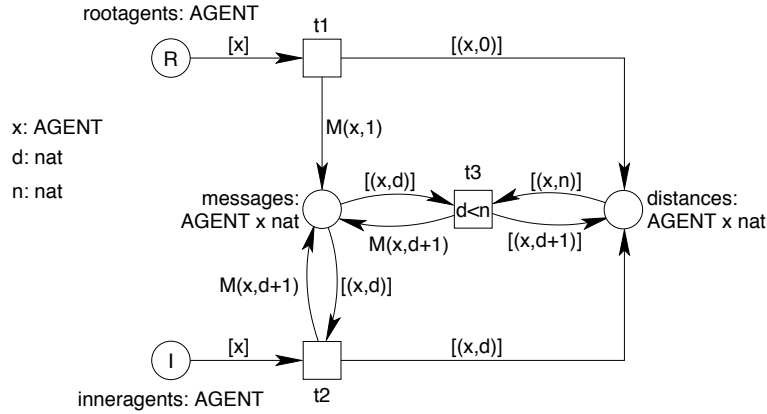 rootagents: AGENT
t1
R
[x]
[(x,0)]
x: AGENT
d: nat
n: nat
M(x,1)
t3
[(x,d)]
[(x,n)]
messages:
AGENT x nat
d<n
distances:
AGENT x nat
M(x,d+1)
[(x,d+1)]
M(x,d+1)
[(x,d)]
I
[x]
[(x,d)]
inneragents: AGENT
t2